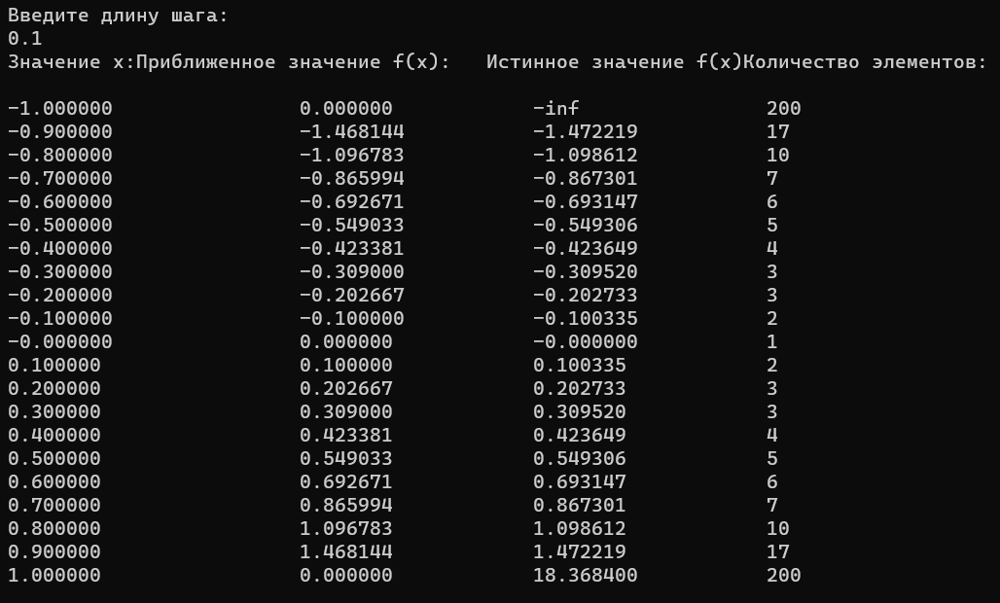 Введите длину шага:
0.1
Значение x:Приближенное значение f(x):   Истинное значение f(x)Количество элементов:
-1.000000 0.000000 -inf 200
-0.900000 -1.468144 -1.472219 17
-0.800000 -1.096783 -1.098612 10
-0.700000 -0.865994 -0.867301 7
-0.600000 -0.692671 -0.693147 6
-0.500000 -0.549033 -0.549306 5
-0.400000 -0.423381 -0.423649 4
-0.300000 -0.309000 -0.309520 3
-0.200000 -0.202667 -0.202733 3
-0.100000 -0.100000 -0.100335 2
-0.000000 0.000000 -0.000000 1
0.100000 0.100000 0.100335 2
0.200000 0.202667 0.202733 3
0.300000 0.309000 0.309520 3
0.400000 0.423381 0.423649 4
0.500000 0.549033 0.549306 5
0.600000 0.692671 0.693147 6
0.700000 0.865994 0.867301 7
0.800000 1.096783 1.098612 10
0.900000 1.468144 1.472219 17
1.000000 0.000000 18.368400 200